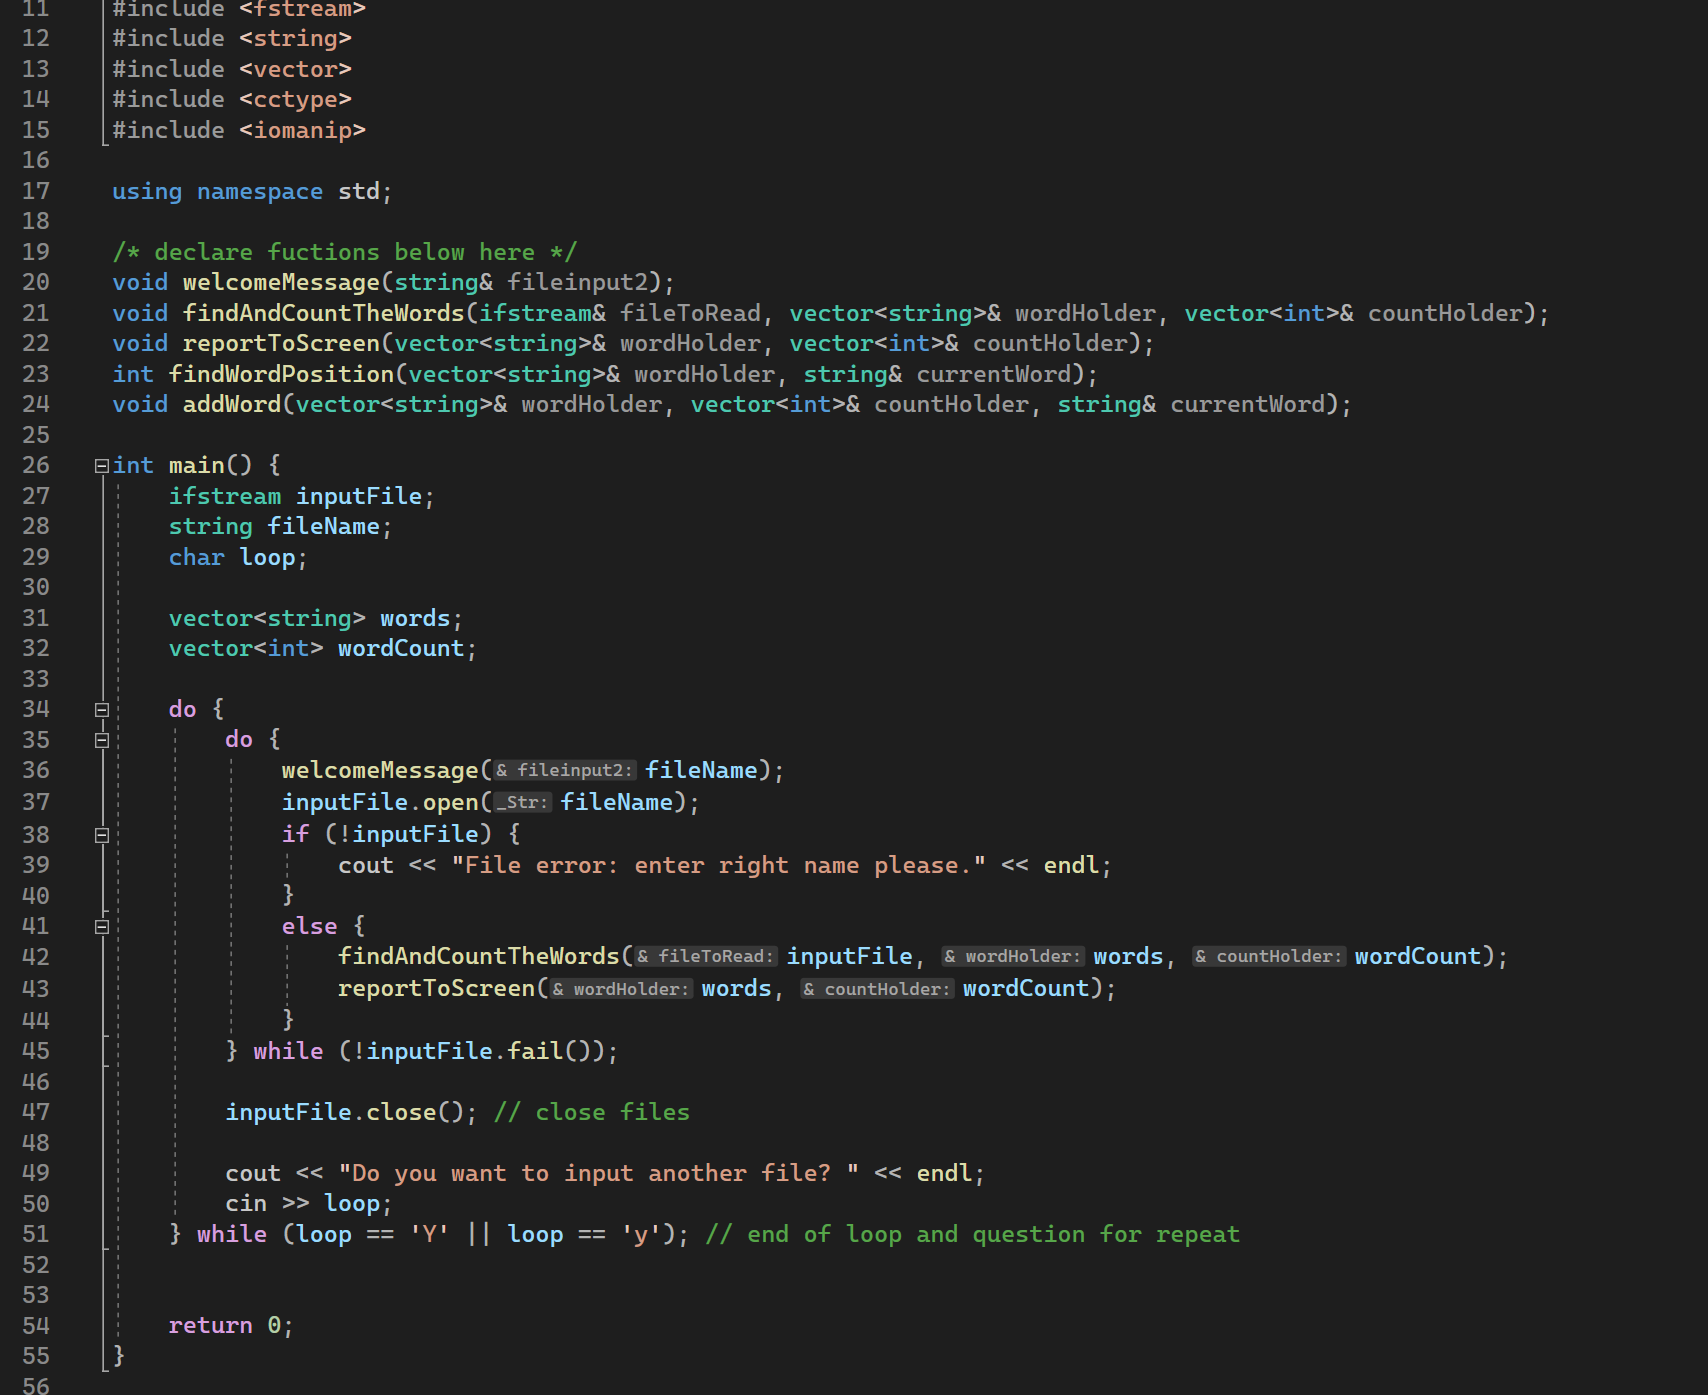 11 #include <fstream>
12 #include <string>
13 #include <vector>
14 #include <cctype>
15 #include <iomanip>
16
17 using namespace std;
18
19 /* declare fuctions below here */
20 void welcomeMessage(string& fileinput2);
21 void findAndCountTheWords(ifstream& fileToRead, vector<string>& wordHolder, vector<int>& countHolder);
22 void reportToScreen(vector<string>& wordHolder, vector<int>& countHolder);
23 int findWordPosition(vector<string>& wordHolder, string& currentWord);
24 void addWord(vector<string>& wordHolder, vector<int>& countHolder, string& currentWord);
25
26 int main() {
27     ifstream inputFile;
28     string fileName;
29     char loop;
30
31     vector<string> words;
32     vector<int> wordCount;
33
34     do {
35         do {
36             welcomeMessage(& fileinput2: fileName);
37             inputFile.open(_Str: fileName);
38             if (!inputFile) {
39                 cout << "File error: enter right name please." << endl;
40             }
41             else {
42                 findAndCountTheWords(& fileToRead: inputFile, & wordHolder: words, & countHolder: wordCount);
43                 reportToScreen(& wordHolder: words, & countHolder: wordCount);
44             }
45         } while (!inputFile.fail());
46
47         inputFile.close(); // close files
48
49         cout << "Do you want to input another file? " << endl;
50         cin >> loop;
51     } while (loop == 'Y' || loop == 'y'); // end of loop and question for repeat
52
53
54     return 0;
55 }
56